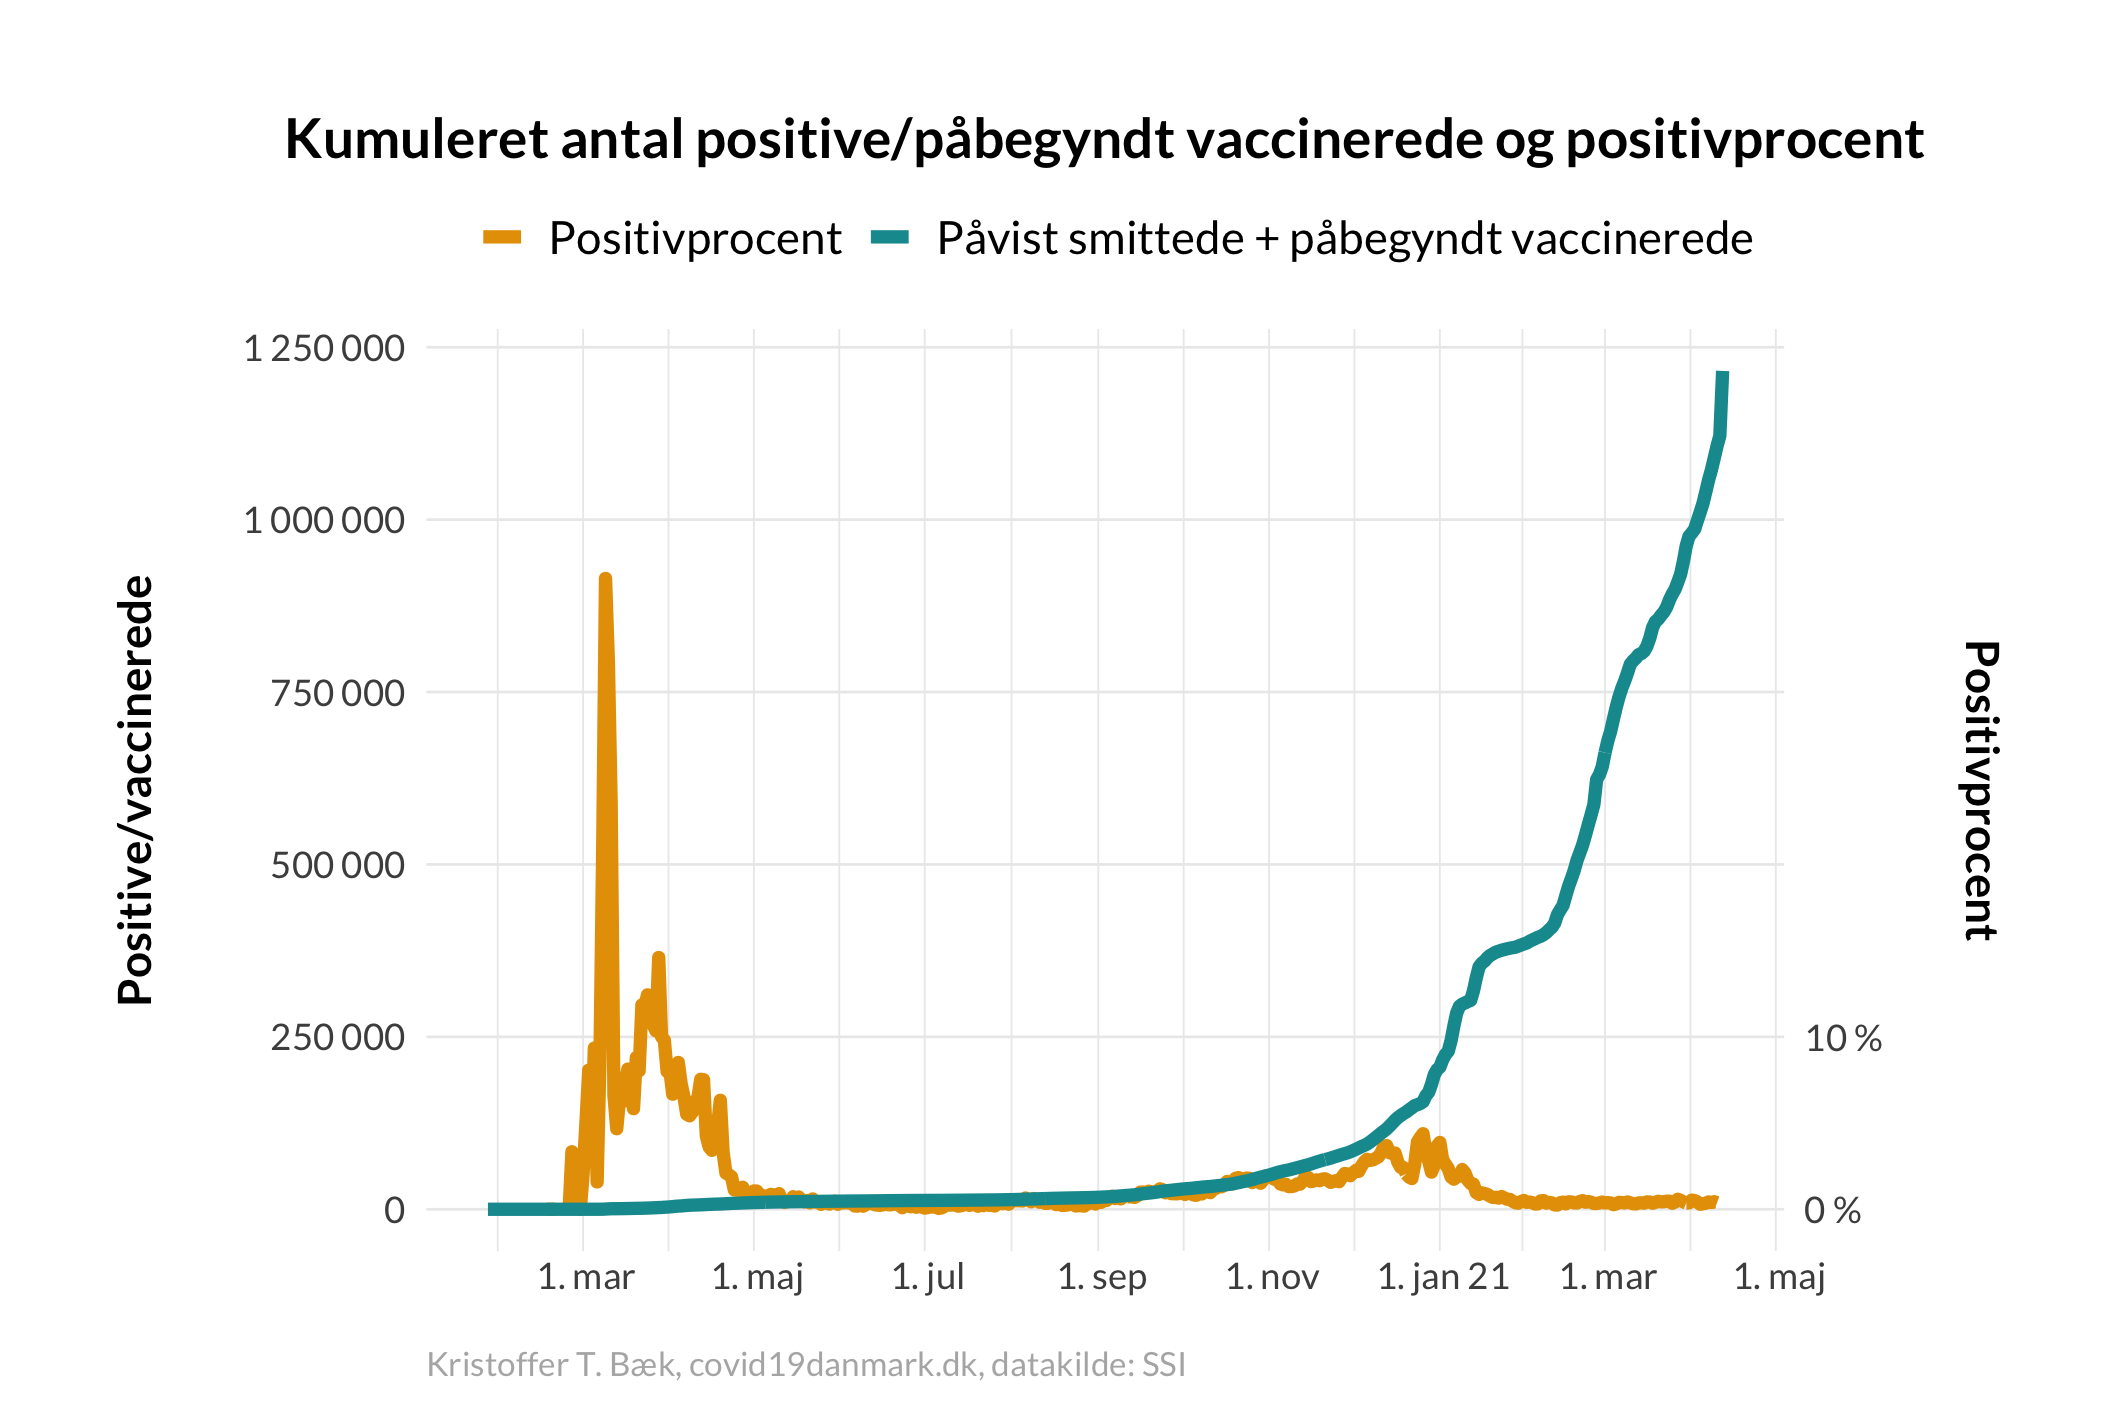 Kumuleret antal positive/påbegyndt vaccinerede og positivprocent
Positivprocent Påvist smittede + påbegyndt vaccinerede
Positive/vaccinerede
Positivprocent
1 250 000
1 000 000
750 000
500 000
250 000
0
10 %
0 %
1. mar 1. maj 1. jul 1. sep 1. nov 1. jan 21 1. mar 1. maj
Kristoffer T. Bæk, covid19danmark.dk, datakilde: SSI